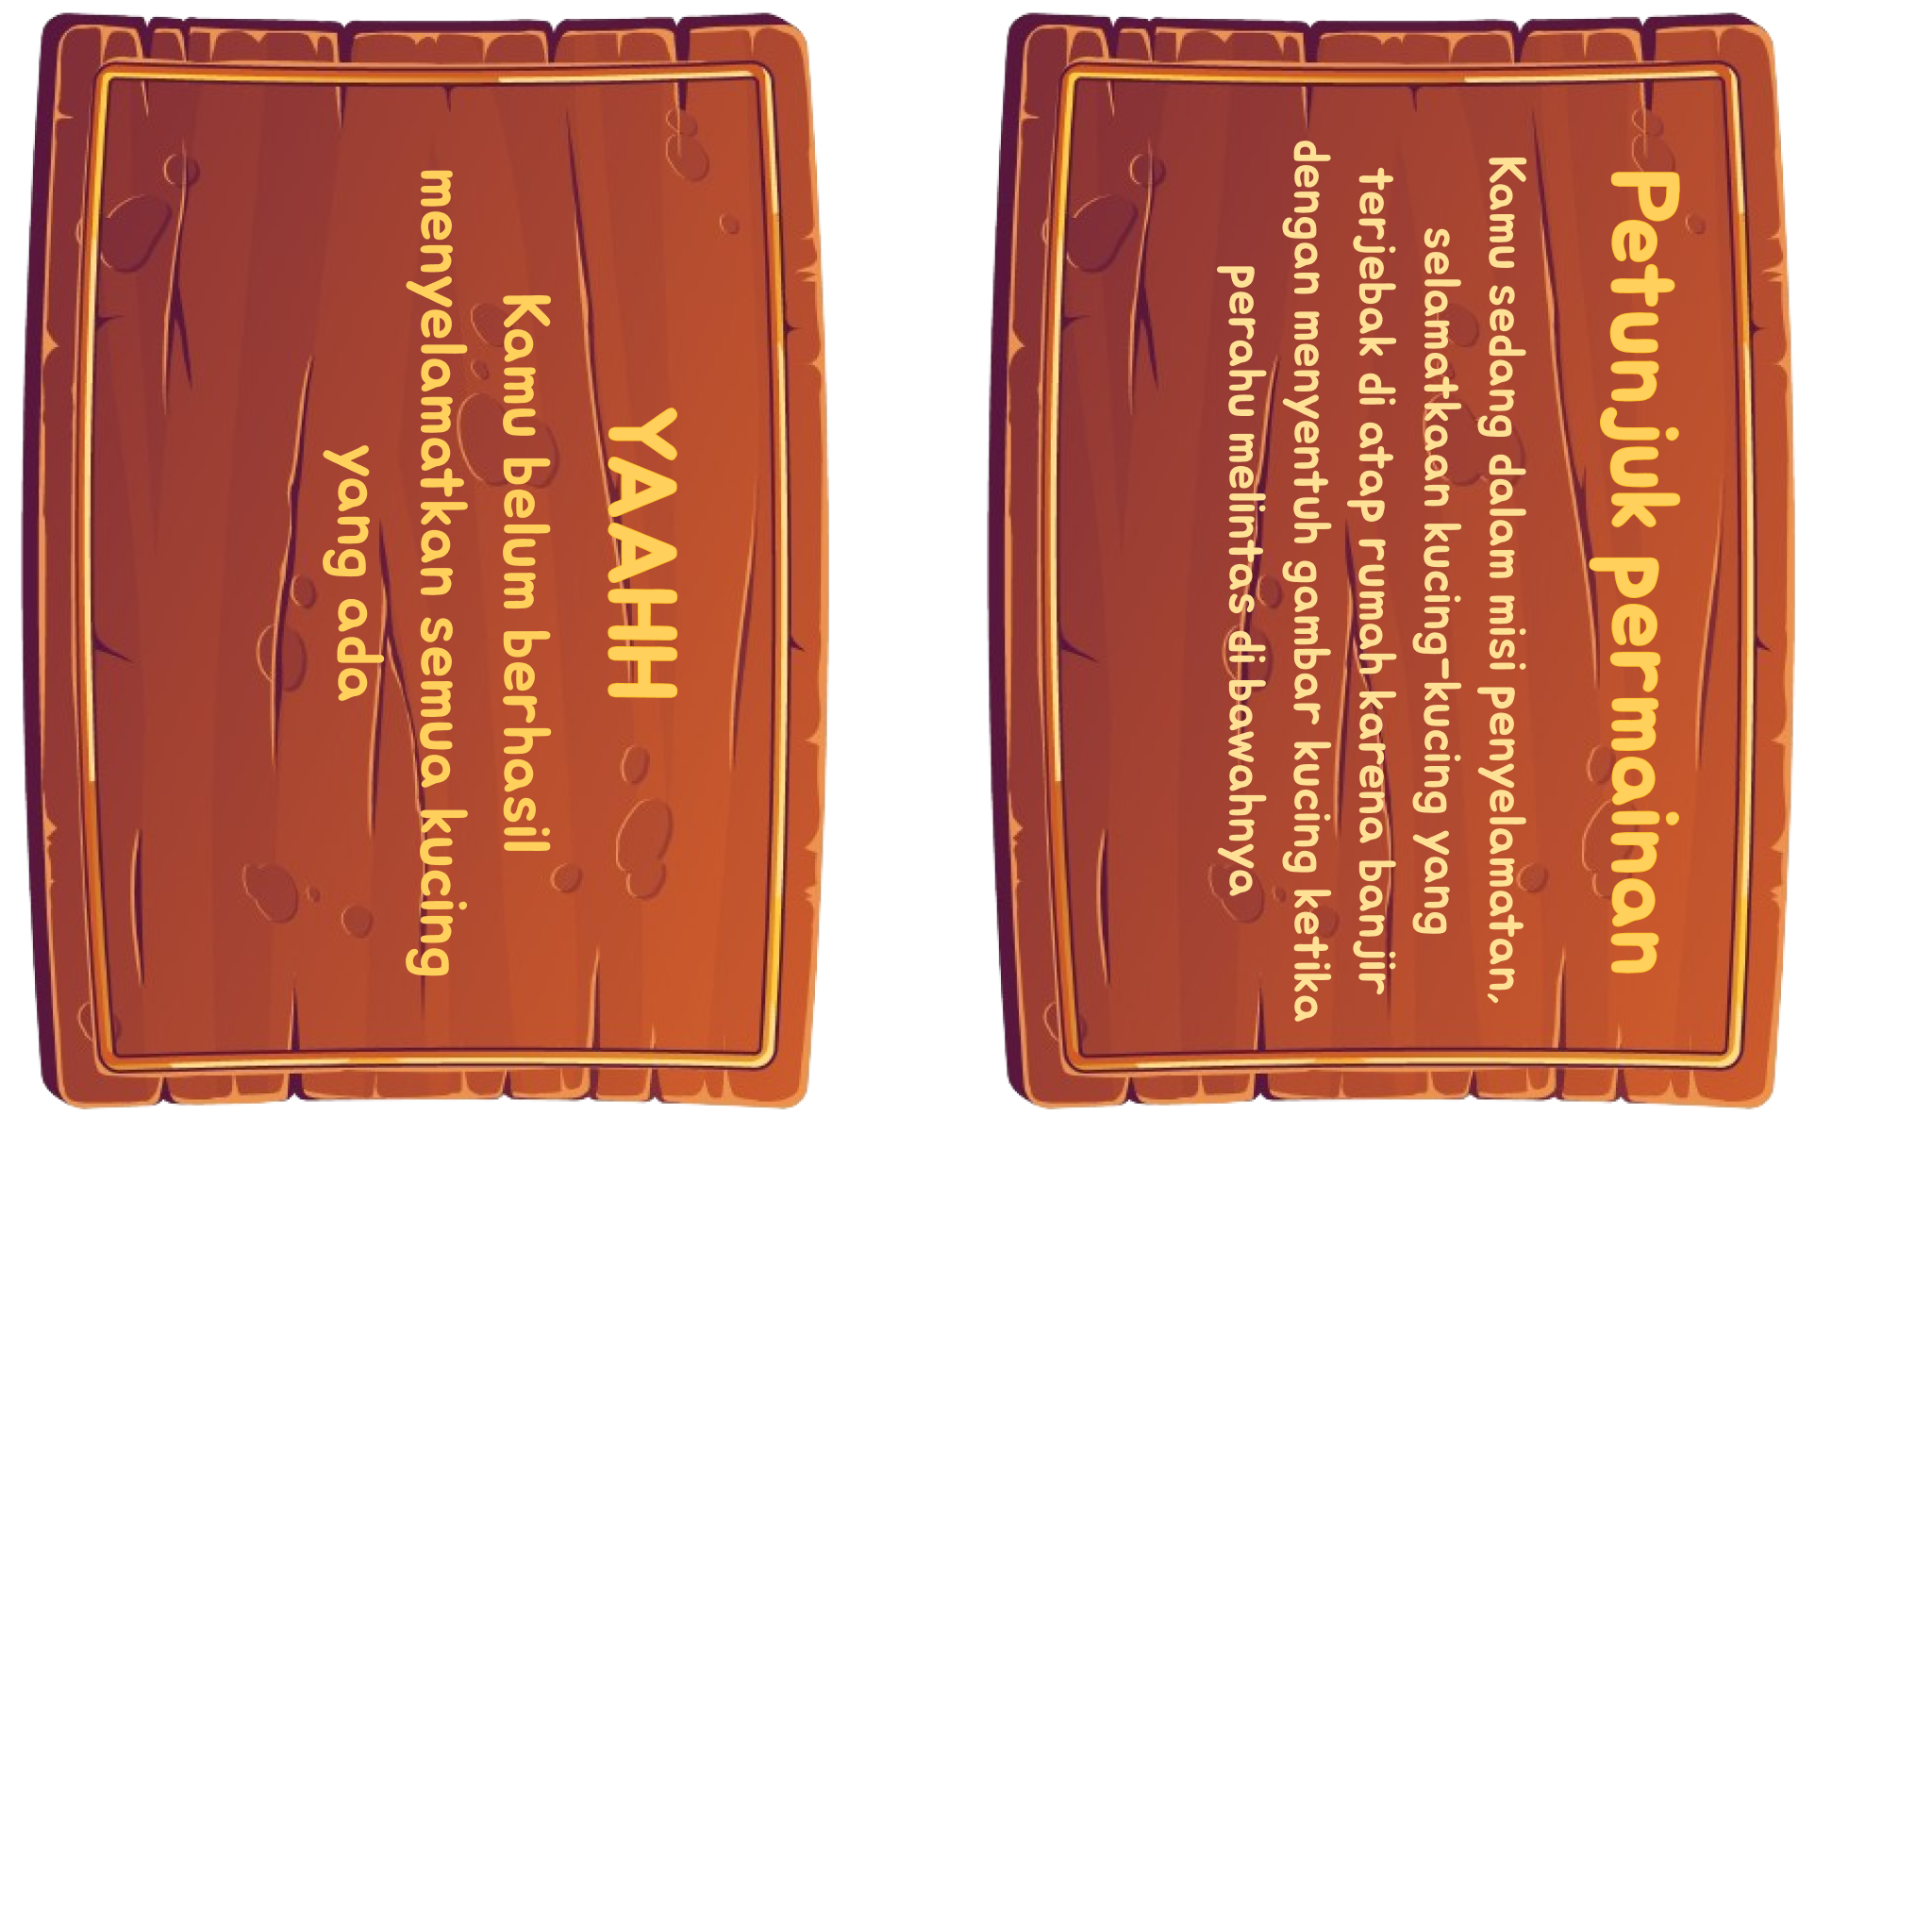 YAAHH
Kamu belum berhasil
menyelamatkan semua kucing
yang ada
Petunjuk permainan
Kamu sedang dalam misi penyelamatan,
selamatkaan kucing-kucing yang
terjebak di atap rumah karena banjir
dengan menyentuh gambar kucing ketika
perahu melintas di bawahnya